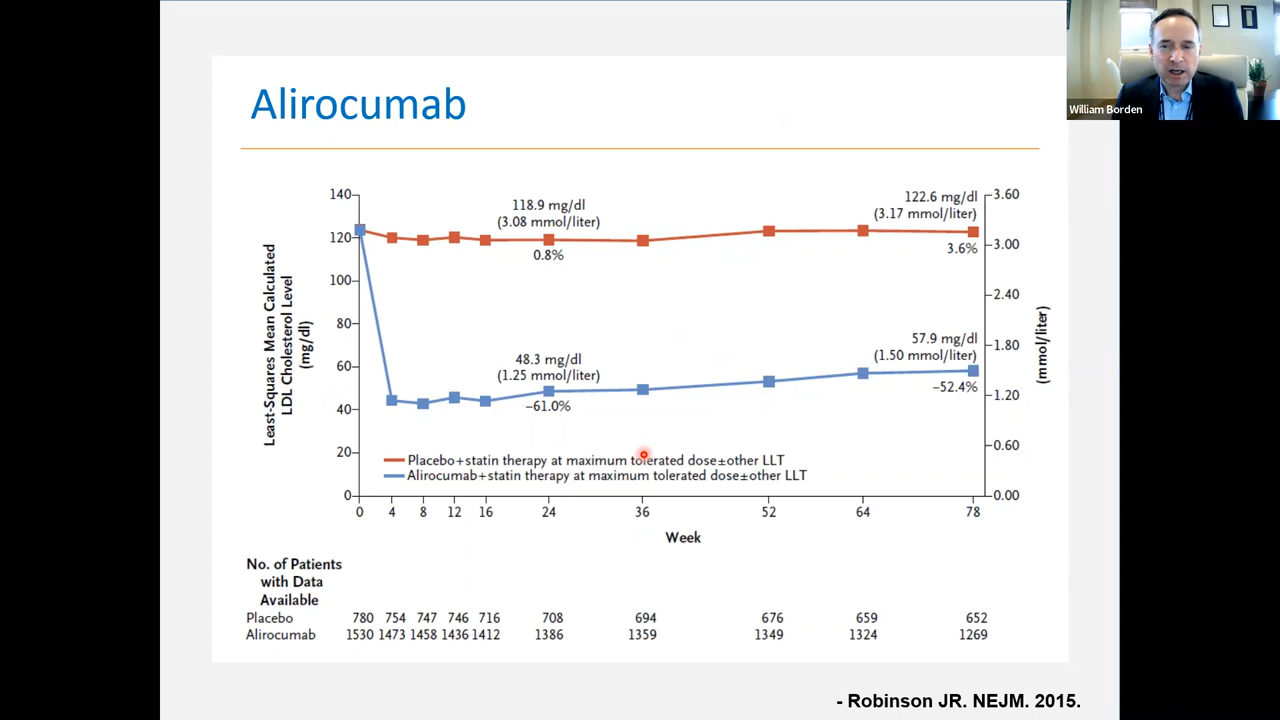 Alirocumab
William Borden
140
120
100
80
60
40
20
0
Least-Squares Mean Calculated
LDL Cholesterol Level
(mg/dl)
118.9 mg/dl
(3.08 mmol/liter)
0.8%
122.6 mg/dl
(3.17 mmol/liter)
3.6%
48.3 mg/dl
(1.25 mmol/liter)
–61.0%
57.9 mg/dl
(1.50 mmol/liter)
–52.4%
3.60
3.00
2.40
1.80
1.20
0.60
0.00
(mmol/liter)
Placebo+statin therapy at maximum tolerated dose±other LLT
Alirocumab+statin therapy at maximum tolerated dose±other LLT
0 4 8 12 16 24 36 52 64 78
Week
No. of Patients
with Data
Available
Placebo 780 754 747 746 716 708 694 676 659 652
Alirocumab 1530 1473 1458 1436 1412 1386 1359 1349 1324 1269
- Robinson JR. NEJM. 2015.